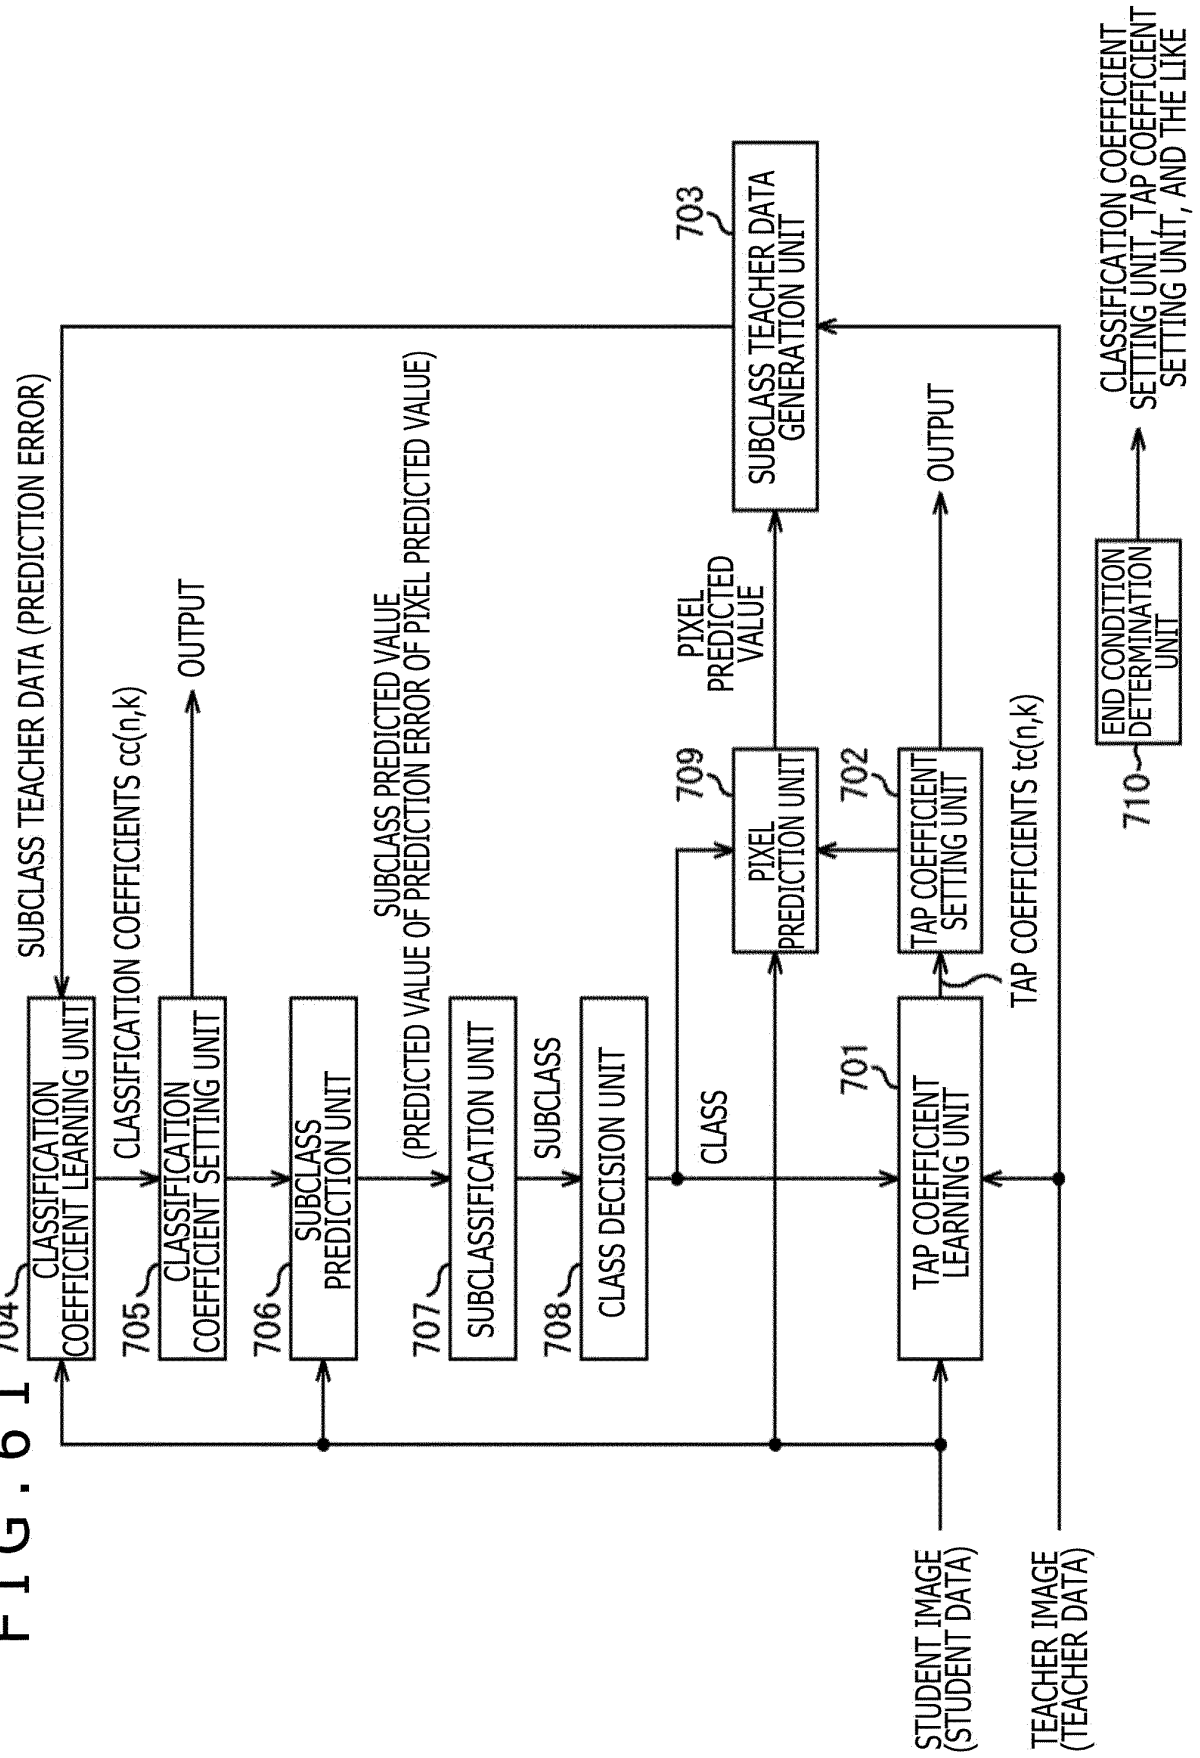 FIG.61
SUBCLASS TEACHER DATA (PREDICTION ERROR)
704
CLASSIFICATION
COEFFICIENT LEARNING UNIT
CLASSIFICATION COEFFICIENTS cc(n,k)
705
CLASSIFICATION
COEFFICIENT SETTING UNIT
OUTPUT
706
SUBCLASS
PREDICTION UNIT
SUBCLASS PREDICTED VALUE
(PREDICTED VALUE OF PREDICTION ERROR OF PIXEL PREDICTED VALUE)
707
SUBCLASSIFICATION UNIT
SUBCLASS
708
CLASS DECISION UNIT
CLASS
709
PIXEL
PREDICTION UNIT
PIXEL
PREDICTED
VALUE
703
SUBCLASS TEACHER DATA
GENERATION UNIT
701
TAP COEFFICIENT
LEARNING UNIT
702
TAP COEFFICIENT
SETTING UNIT
OUTPUT
TAP COEFFICIENTS tc(n,k)
STUDENT IMAGE
(STUDENT DATA)
TEACHER IMAGE
(TEACHER DATA)
710
END CONDITION
DETERMINATION
UNIT
CLASSIFICATION COEFFICIENT
SETTING UNIT, TAP COEFFICIENT
SETTING UNIT, AND THE LIKE